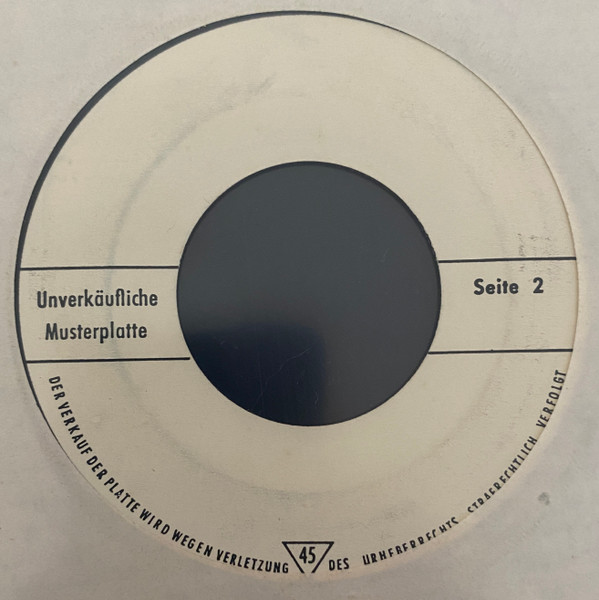 Unverkäufliche
Musterplatte
Seite 2
DER VERKAUF DER PLATTE WIRD WEGEN VERLETZUNG 45 DES URHEBERRECHTS STRAFRECHTLICH VERFOLGT